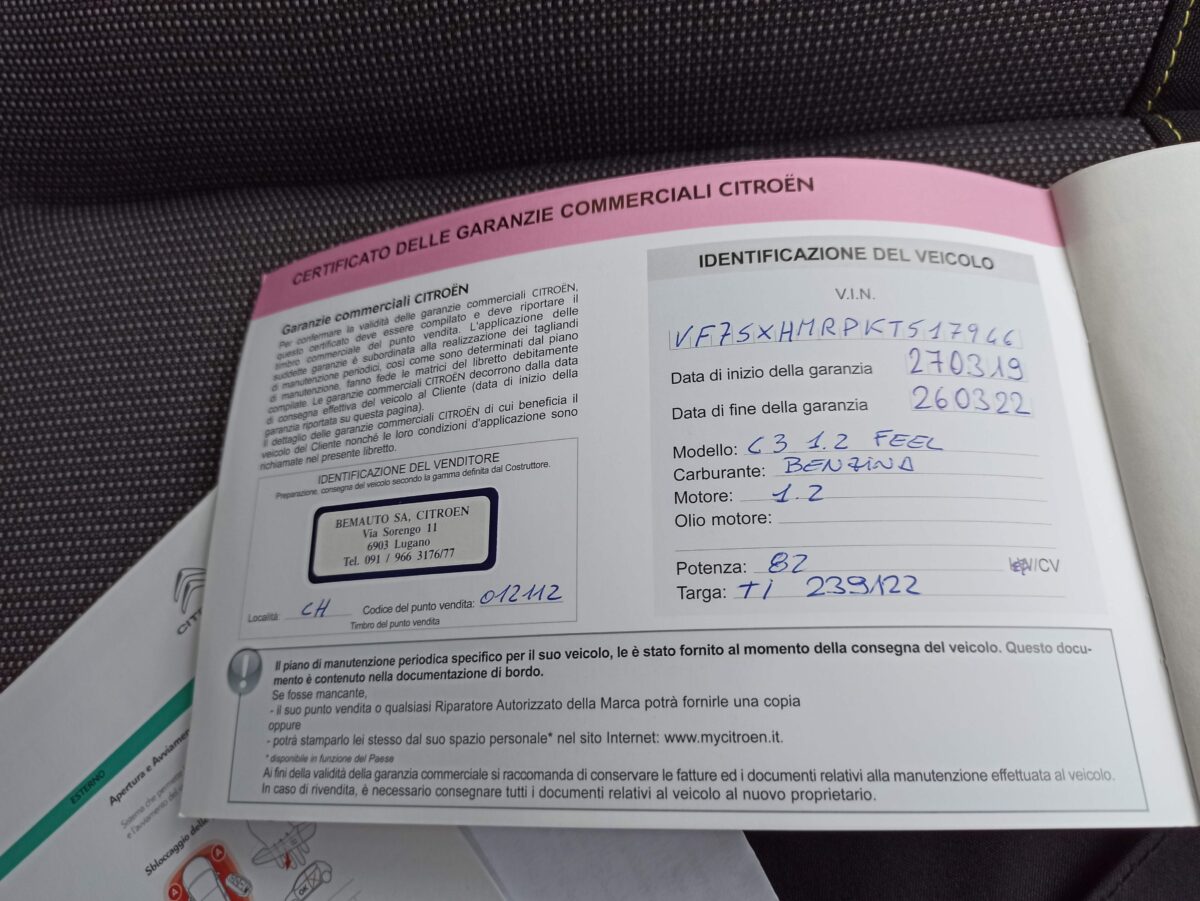 CERTIFICATO DELLE GARANZIE COMMERCIALI CITROËN
Garanzie commerciali CITROËN
Per confermare la validità delle garanzie commerciali CITROËN,
questo certificato deve essere compilato e deve riportare il
timbro commerciale del punto vendita. L'applicazione delle
suddette garanzie è subordinata alla realizzazione dei tagliandi
di manutenzione periodici, così come sono determinati dal piano
di manutenzione, fanno fede le matrici del libretto debitamente
compilate. Le garanzie commerciali CITROËN decorrono dalla data
di consegna effettiva del veicolo al Cliente (data di inizio della
garanzia riportata su questa pagina).
Il dettaglio delle garanzie commerciali CITROËN di cui beneficia il
veicolo del Cliente nonché le loro condizioni d'applicazione sono
richiamate nel presente libretto.
IDENTIFICAZIONE DEL VENDITORE
Preparazione, consegna del veicolo secondo la gamma definita dal Costruttore.
BEMAUTO SA, CITROEN
Via Sorengo 11
6903 Lugano
Tel. 091 / 966 3176/77
Località: CH Codice del punto vendita: 012112
Timbro del punto vendita
IDENTIFICAZIONE DEL VEICOLO
V.I.N.
VF7SXHMRPKT517946
Data di inizio della garanzia 270319
Data di fine della garanzia 260322
Modello: C3 1.2 FEEL
Carburante: BENZINA
Motore: 1.2
Olio motore:
Potenza: 82 kW/CV
Targa: TI 239122
Il piano di manutenzione periodica specifico per il suo veicolo, le è stato fornito al momento della consegna del veicolo. Questo docu-
mento è contenuto nella documentazione di bordo.
Se fosse mancante,
- il suo punto vendita o qualsiasi Riparatore Autorizzato della Marca potrà fornirle una copia
oppure
- potrà stamparlo lei stesso dal suo spazio personale* nel sito Internet: www.mycitroen.it.
* disponibile in funzione del Paese
Ai fini della validità della garanzia commerciale si raccomanda di conservare le fatture ed i documenti relativi alla manutenzione effettuata al veicolo.
In caso di rivendita, è necessario consegnare tutti i documenti relativi al veicolo al nuovo proprietario.
ESTERNO
Apertura e
Sistema che
Sbloccaggio
A
A
OK